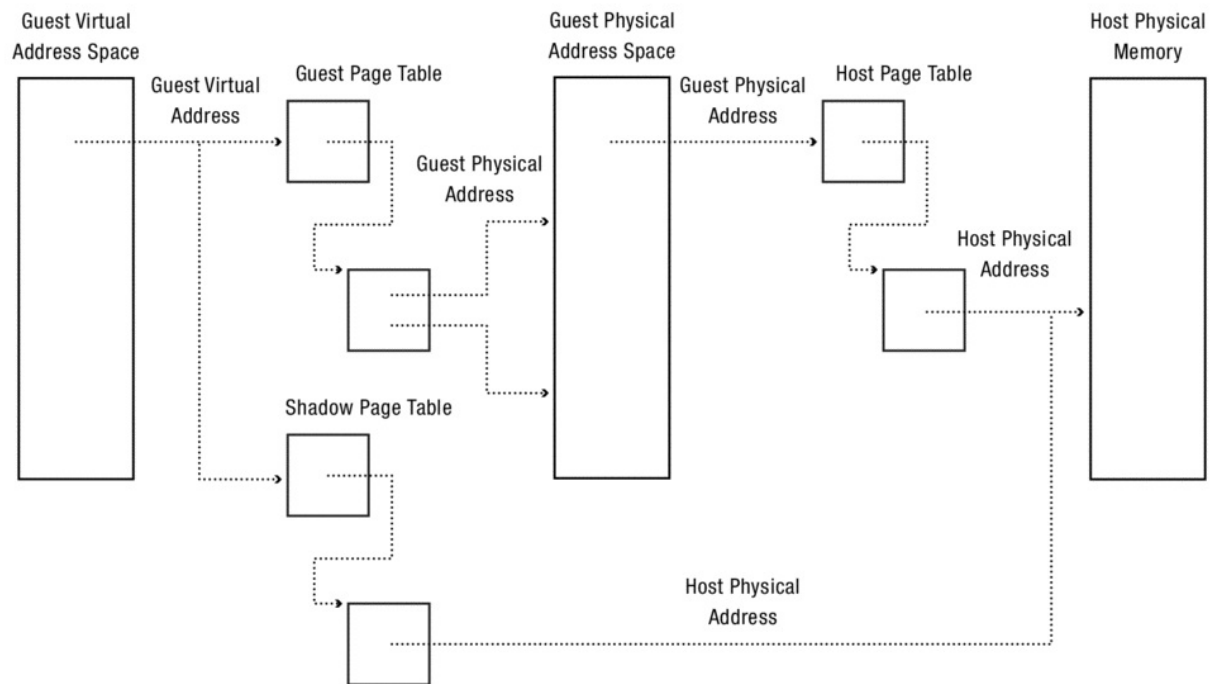 Guest Virtual
Address Space
Guest Physical
Address Space
Host Physical
Memory
Guest Virtual
Address
Guest Page Table
Guest Physical
Address
Guest Physical
Address
Host Page Table
Host Physical
Address
Shadow Page Table
Host Physical
Address